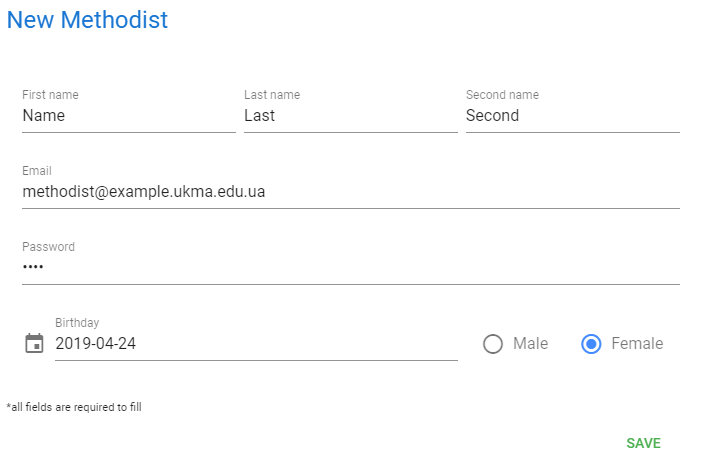 New Methodist
First name Last name Second name
Name Last Second
Email
methodist@example.ukma.edu.ua
Password
••••
Birthday
2019-04-24 Male Female
*all fields are required to fill
SAVE